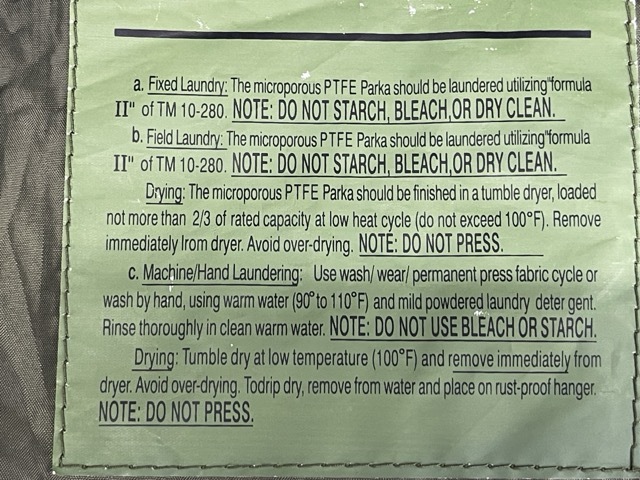 a. Fixed Laundry: The microporous PTFE Parka should be laundered utilizing"formula
II" of TM 10-280. NOTE: DO NOT STARCH, BLEACH,OR DRY CLEAN.
b. Field Laundry: The microporous PTFE Parka should be laundered utilizing"formula
II" of TM 10-280. NOTE: DO NOT STARCH, BLEACH,OR DRY CLEAN.
Drying: The microporous PTFE Parka should be finished in a tumble dryer, loaded
not more than 2/3 of rated capacity at low heat cycle (do not exceed 100°F). Remove
immediately Irom dryer. Avoid over-drying. NOTE: DO NOT PRESS.
c. Machine/Hand Laundering: Use wash/ wear/ permanent press fabric cycle or
wash by hand, using warm water (90°to 110°F) and mild powdered laundry deter gent.
Rinse thoroughly in clean warm water. NOTE: DO NOT USE BLEACH OR STARCH.
Drying: Tumble dry at low temperature (100°F) and remove immediately from
dryer. Avoid over-drying. Todrip dry, remove from water and place on rust-proof hanger.
NOTE: DO NOT PRESS.